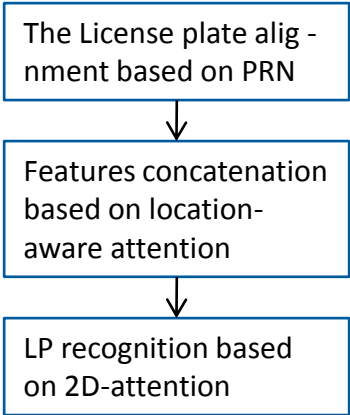 The License plate alig -
nment based on PRN
Features concatenation
based on location-
aware attention
LP recognition based
on 2D-attention